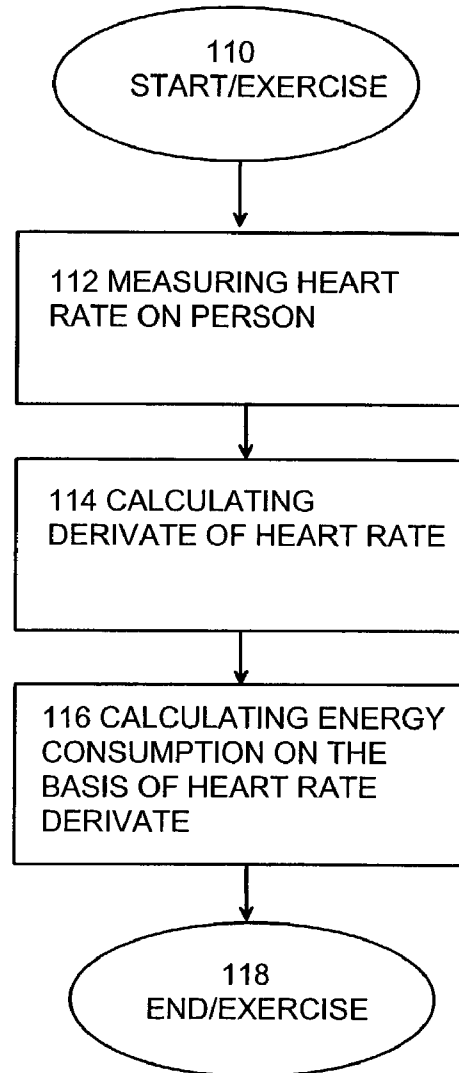 110
START/EXERCISE
112 MEASURING HEART
RATE ON PERSON
114 CALCULATING
DERIVATE OF HEART RATE
116 CALCULATING ENERGY
CONSUMPTION ON THE
BASIS OF HEART RATE
DERIVATE
118
END/EXERCISE